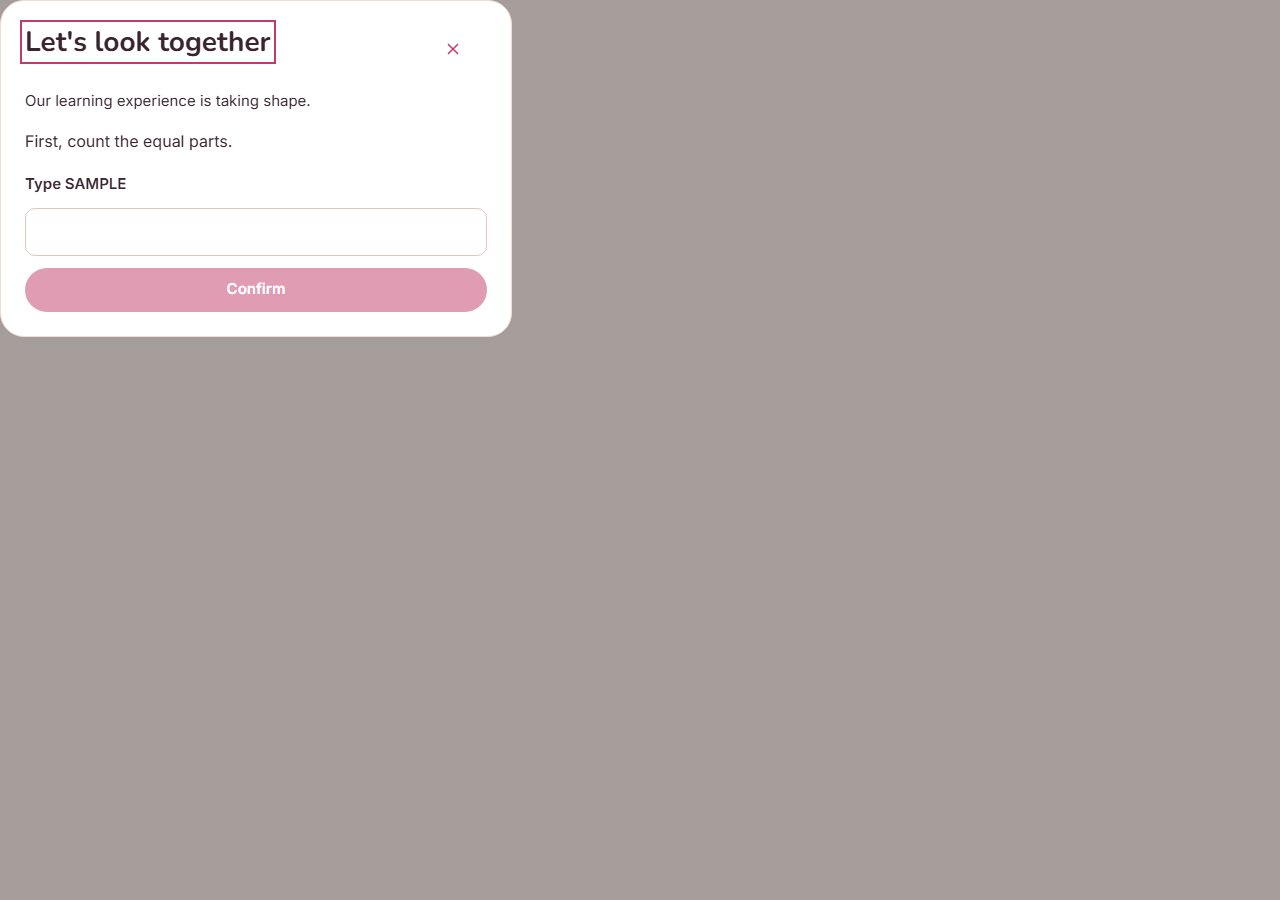 Let's look together
Our learning experience is taking shape.
First, count the equal parts.
Type SAMPLE
Confirm